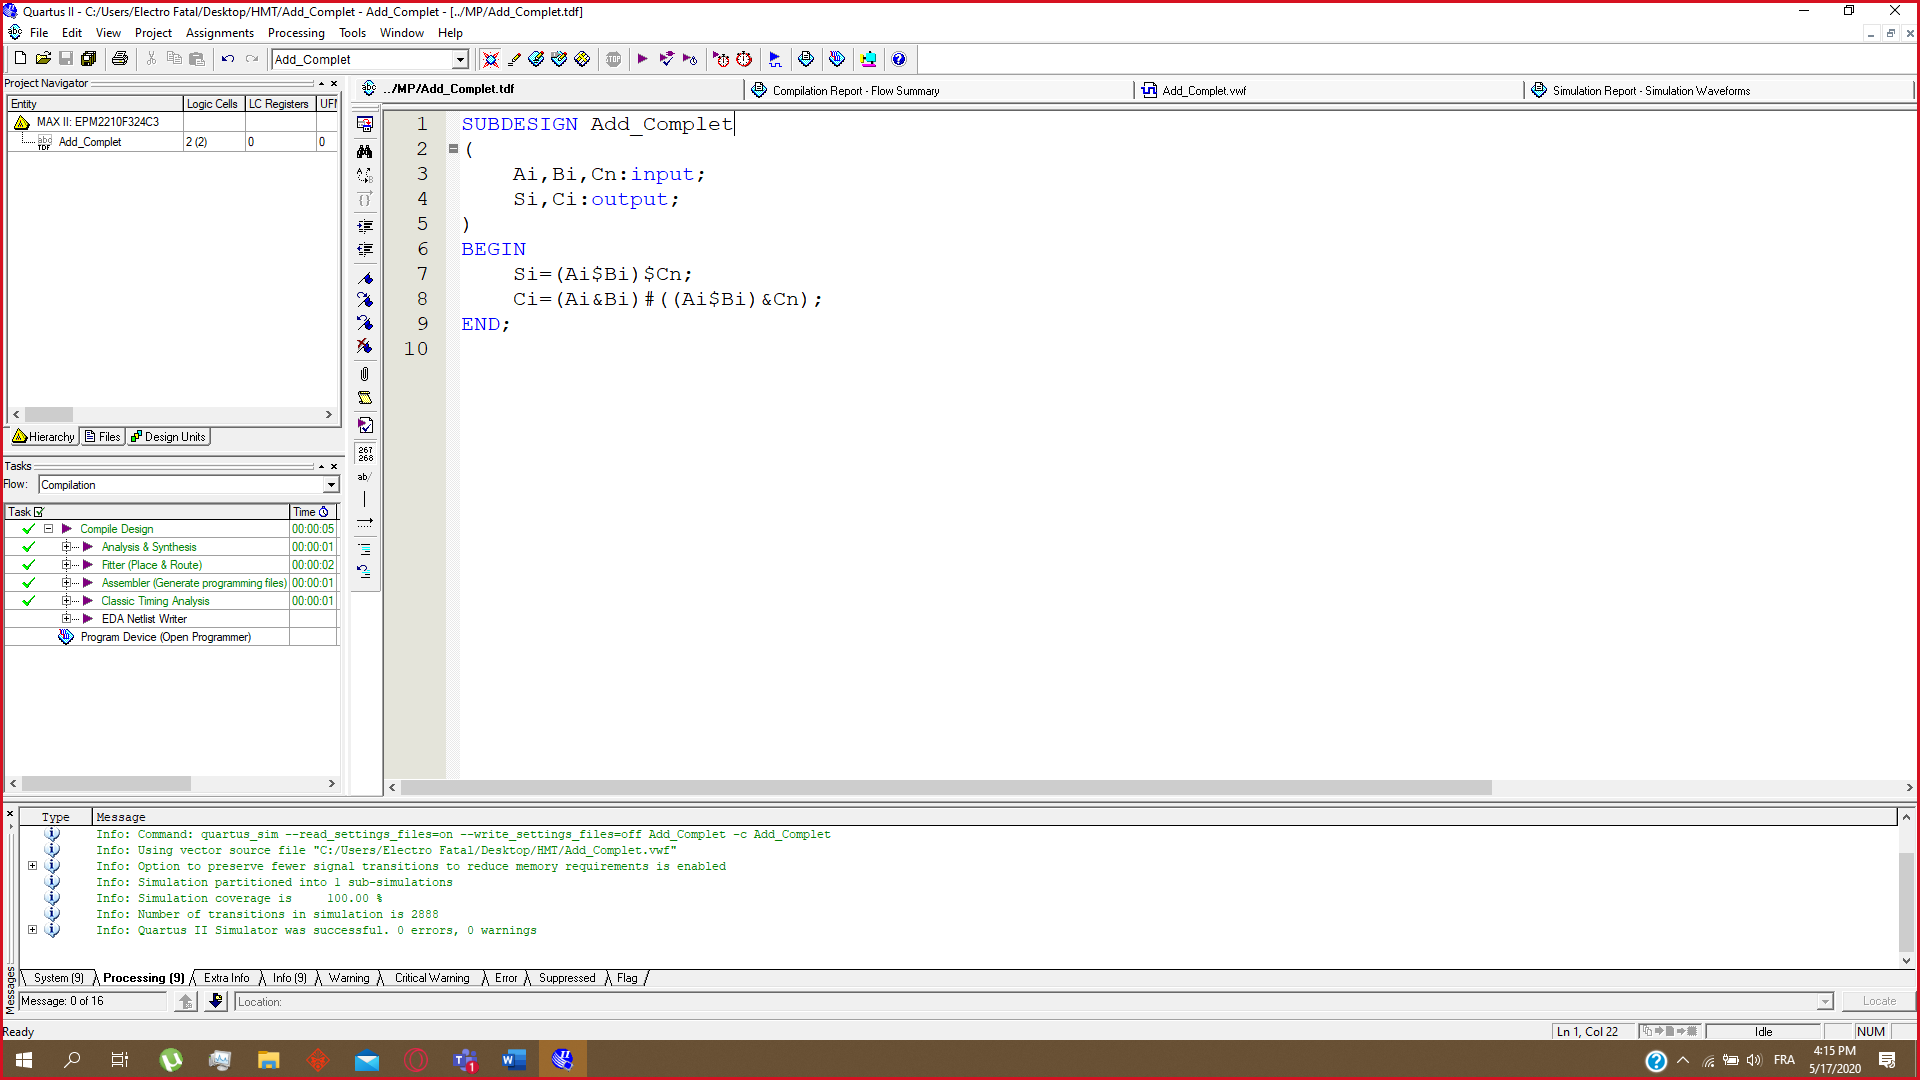 Quartus II - C:/Users/Electro Fatal/Desktop/HMT/Add_Complet - Add_Complet - [../MP/Add_Complet.tdf]
File Edit View Project Assignments Processing Tools Window Help
Add_Complet
Project Navigator
Entity Logic Cells LC Registers UFM
MAX II: EPM2210F324C3
Add_Complet 2 (2) 0 0
Hierarchy Files Design Units
Tasks
Flow: Compilation
Task Time
Compile Design 00:00:05
Analysis & Synthesis 00:00:01
Fitter (Place & Route) 00:00:02
Assembler (Generate programming files) 00:00:01
Classic Timing Analysis 00:00:01
EDA Netlist Writer
Program Device (Open Programmer)
../MP/Add_Complet.tdf Compilation Report - Flow Summary Add_Complet.vwf Simulation Report - Simulation Waveforms
1 SUBDESIGN Add_Complet
2 (
3 Ai,Bi,Cn:input;
4 Si,Ci:output;
5 )
6 BEGIN
7 Si=(Ai$Bi)$Cn;
8 Ci=(Ai&Bi)#((Ai$Bi)&Cn);
9 END;
10
267
268
ab/
Type Message
Info: Command: quartus_sim --read_settings_files=on --write_settings_files=off Add_Complet -c Add_Complet
Info: Using vector source file "C:/Users/Electro Fatal/Desktop/HMT/Add_Complet.vwf"
Info: Option to preserve fewer signal transitions to reduce memory requirements is enabled
Info: Simulation partitioned into 1 sub-simulations
Info: Simulation coverage is 100.00 %
Info: Number of transitions in simulation is 2888
Info: Quartus II Simulator was successful. 0 errors, 0 warnings
System (9) Processing (9) Extra Info Info (9) Warning Critical Warning Error Suppressed Flag
Messages
Message: 0 of 16 Location: Locate
Ready Ln 1, Col 22 Idle NUM
FRA 4:15 PM
5/17/2020